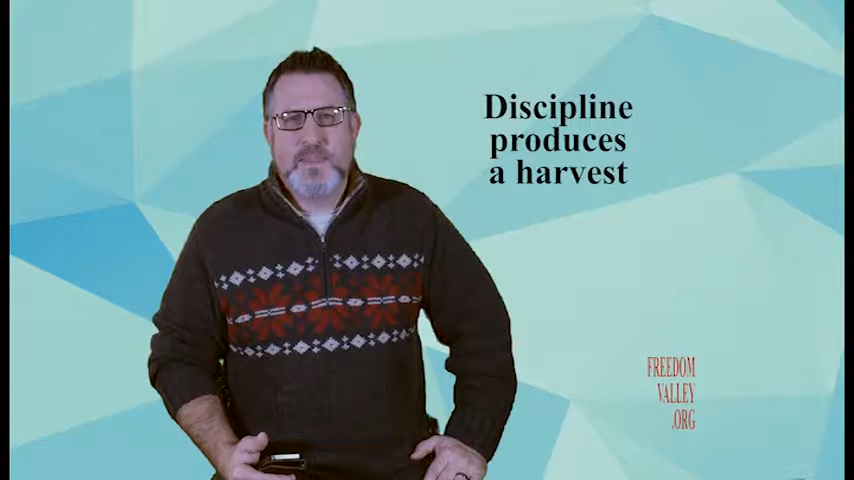 Discipline
produces
a harvest
FREEDOM
VALLEY
.ORG